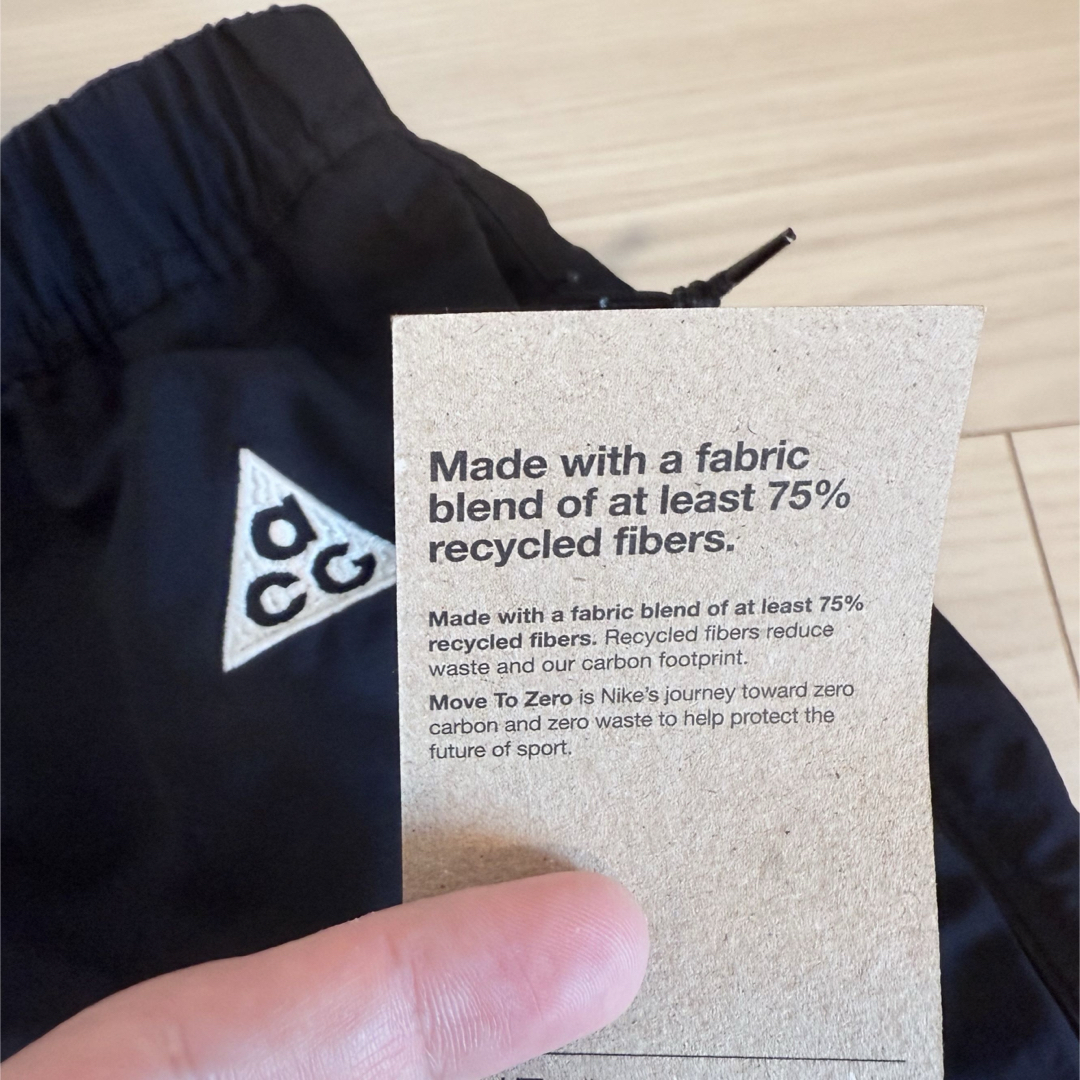 acg
Made with a fabric
blend of at least 75%
recycled fibers.
Made with a fabric blend of at least 75%
recycled fibers. Recycled fibers reduce
waste and our carbon footprint.
Move To Zero is Nike's journey toward zero
carbon and zero waste to help protect the
future of sport.